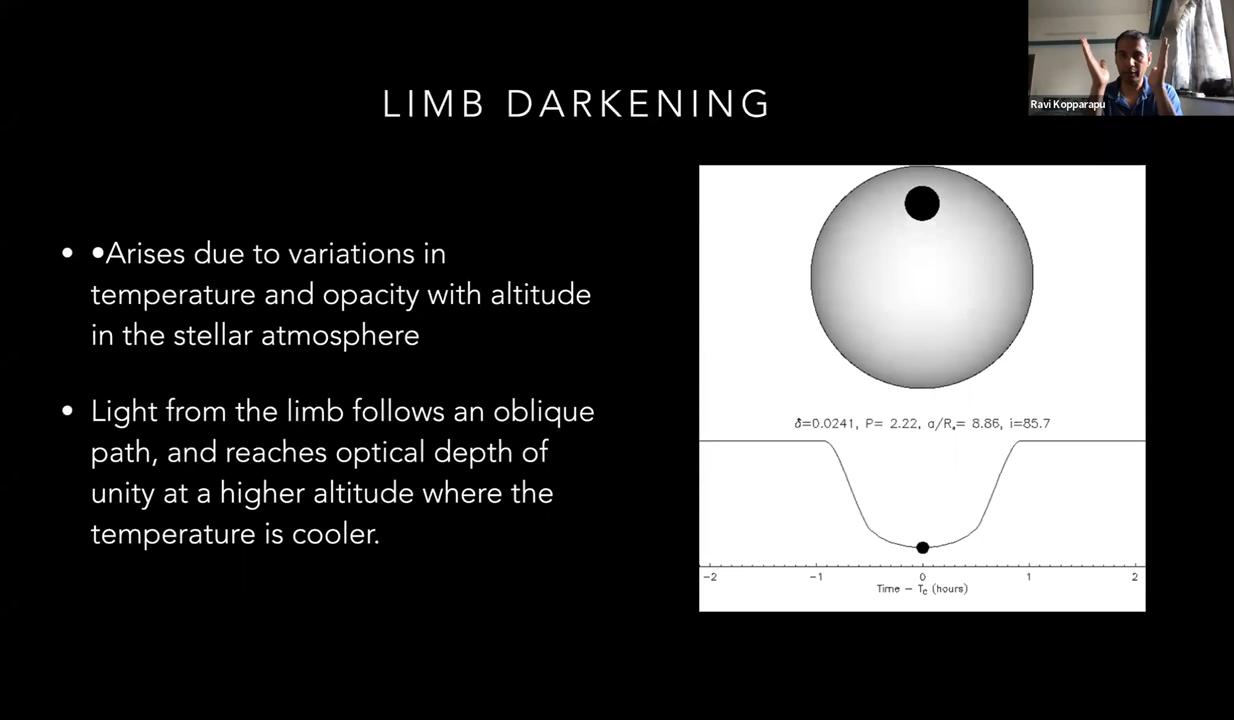 Ravi Kopparapu
LIMB DARKENING
• •Arises due to variations in
temperature and opacity with altitude
in the stellar atmosphere
• Light from the limb follows an oblique
path, and reaches optical depth of
unity at a higher altitude where the
temperature is cooler.
δ=0.0241, P= 2.22, a/R*= 8.86, i=85.7
-2 -1 0 1 2
Time - Tc (hours)